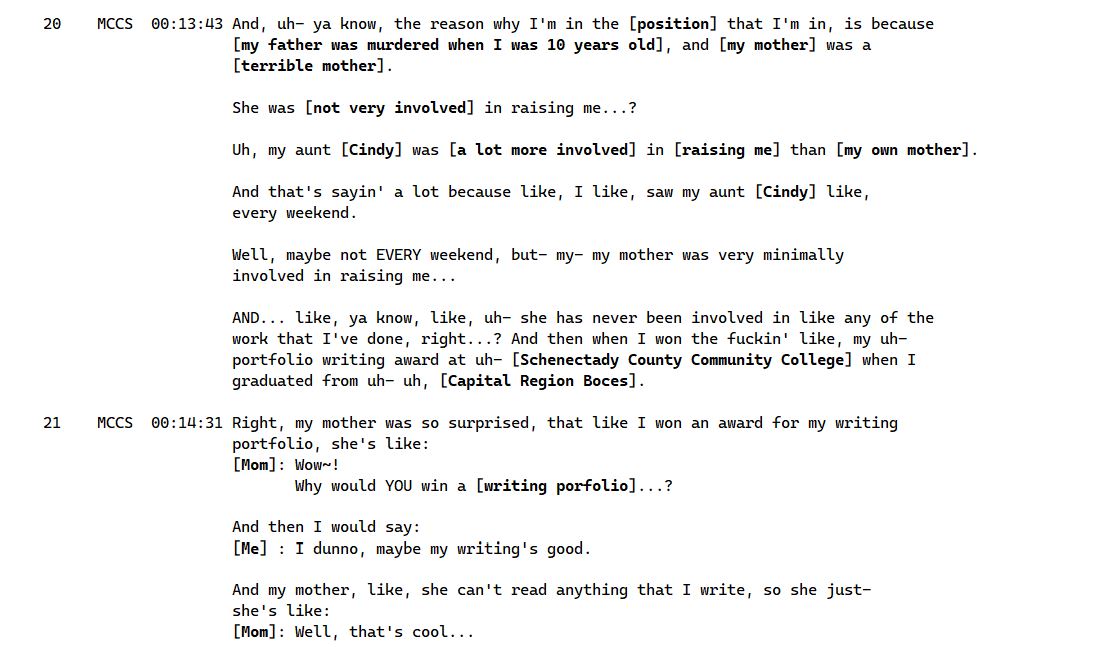 20 MCCS 00:13:43 And, uh– ya know, the reason why I'm in the [position] that I'm in, is because
[my father was murdered when I was 10 years old], and [my mother] was a
[terrible mother].
She was [not very involved] in raising me...?
Uh, my aunt [Cindy] was [a lot more involved] in [raising me] than [my own mother].
And that's sayin' a lot because like, I like, saw my aunt [Cindy] like,
every weekend.
Well, maybe not EVERY weekend, but– my– my mother was very minimally
involved in raising me...
AND... like, ya know, like, uh– she has never been involved in like any of the
work that I've done, right...? And then when I won the fuckin' like, my uh–
portfolio writing award at uh– [Schenectady County Community College] when I
graduated from uh– uh, [Capital Region Boces].
21 MCCS 00:14:31 Right, my mother was so surprised, that like I won an award for my writing
portfolio, she's like:
[Mom]: Wow~!
Why would YOU win a [writing porfolio]...?
And then I would say:
[Me] : I dunno, maybe my writing's good.
And my mother, like, she can't read anything that I write, so she just–
she's like:
[Mom]: Well, that's cool...